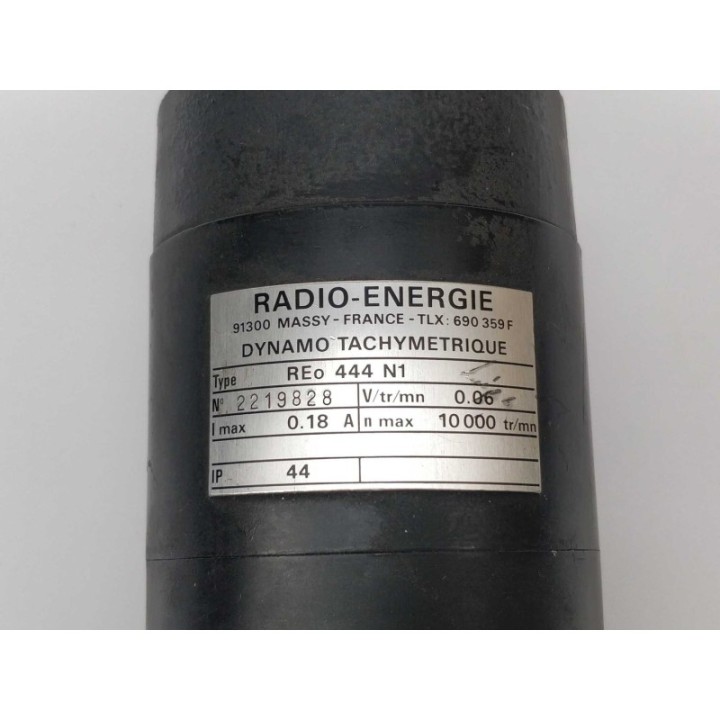 RADIO-ENERGIE
91300 MASSY - FRANCE - TLX: 690 359 F
DYNAMO TACHYMETRIQUE
Type REo 444 N1
N° 2219828 V/tr/mn 0.06
I max 0.18 A n max 10 000 tr/mn
IP 44